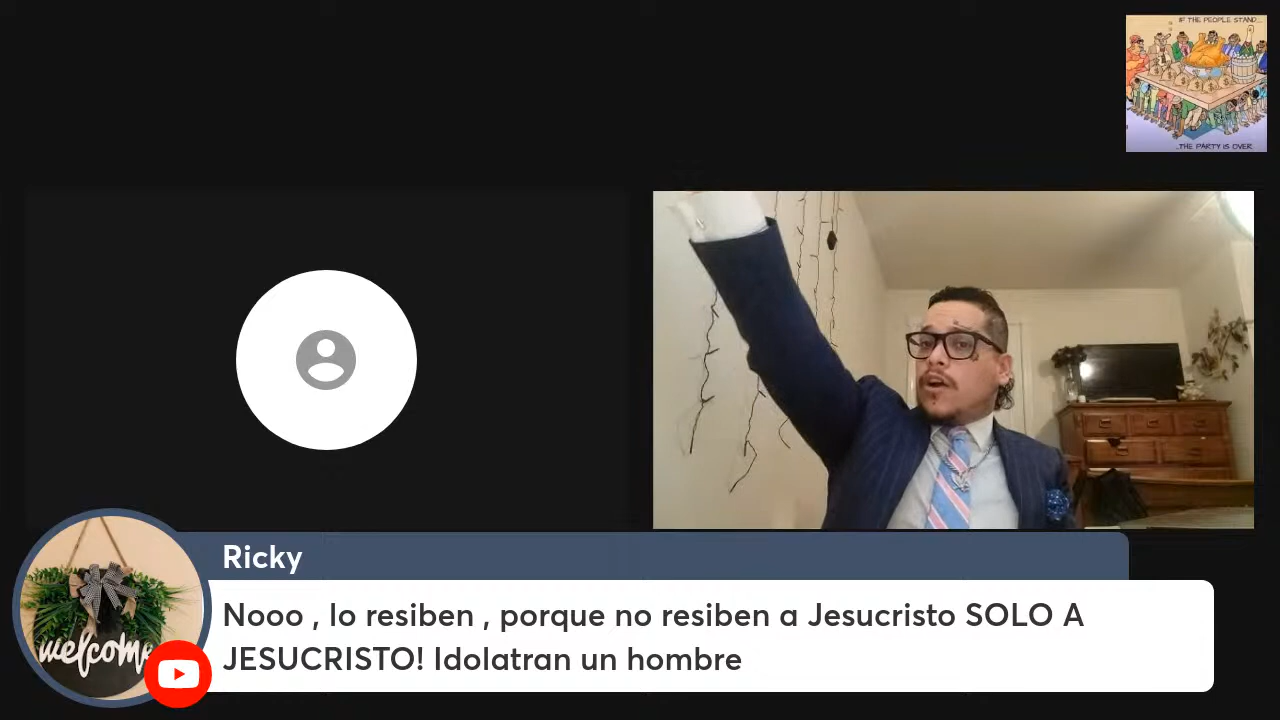 IF THE PEOPLE STAND...
...THE PARTY IS OVER
Ricky
Nooo , lo resiben , porque no resiben a Jesucristo SOLO A
JESUCRISTO! Idolatran un hombre
welcome